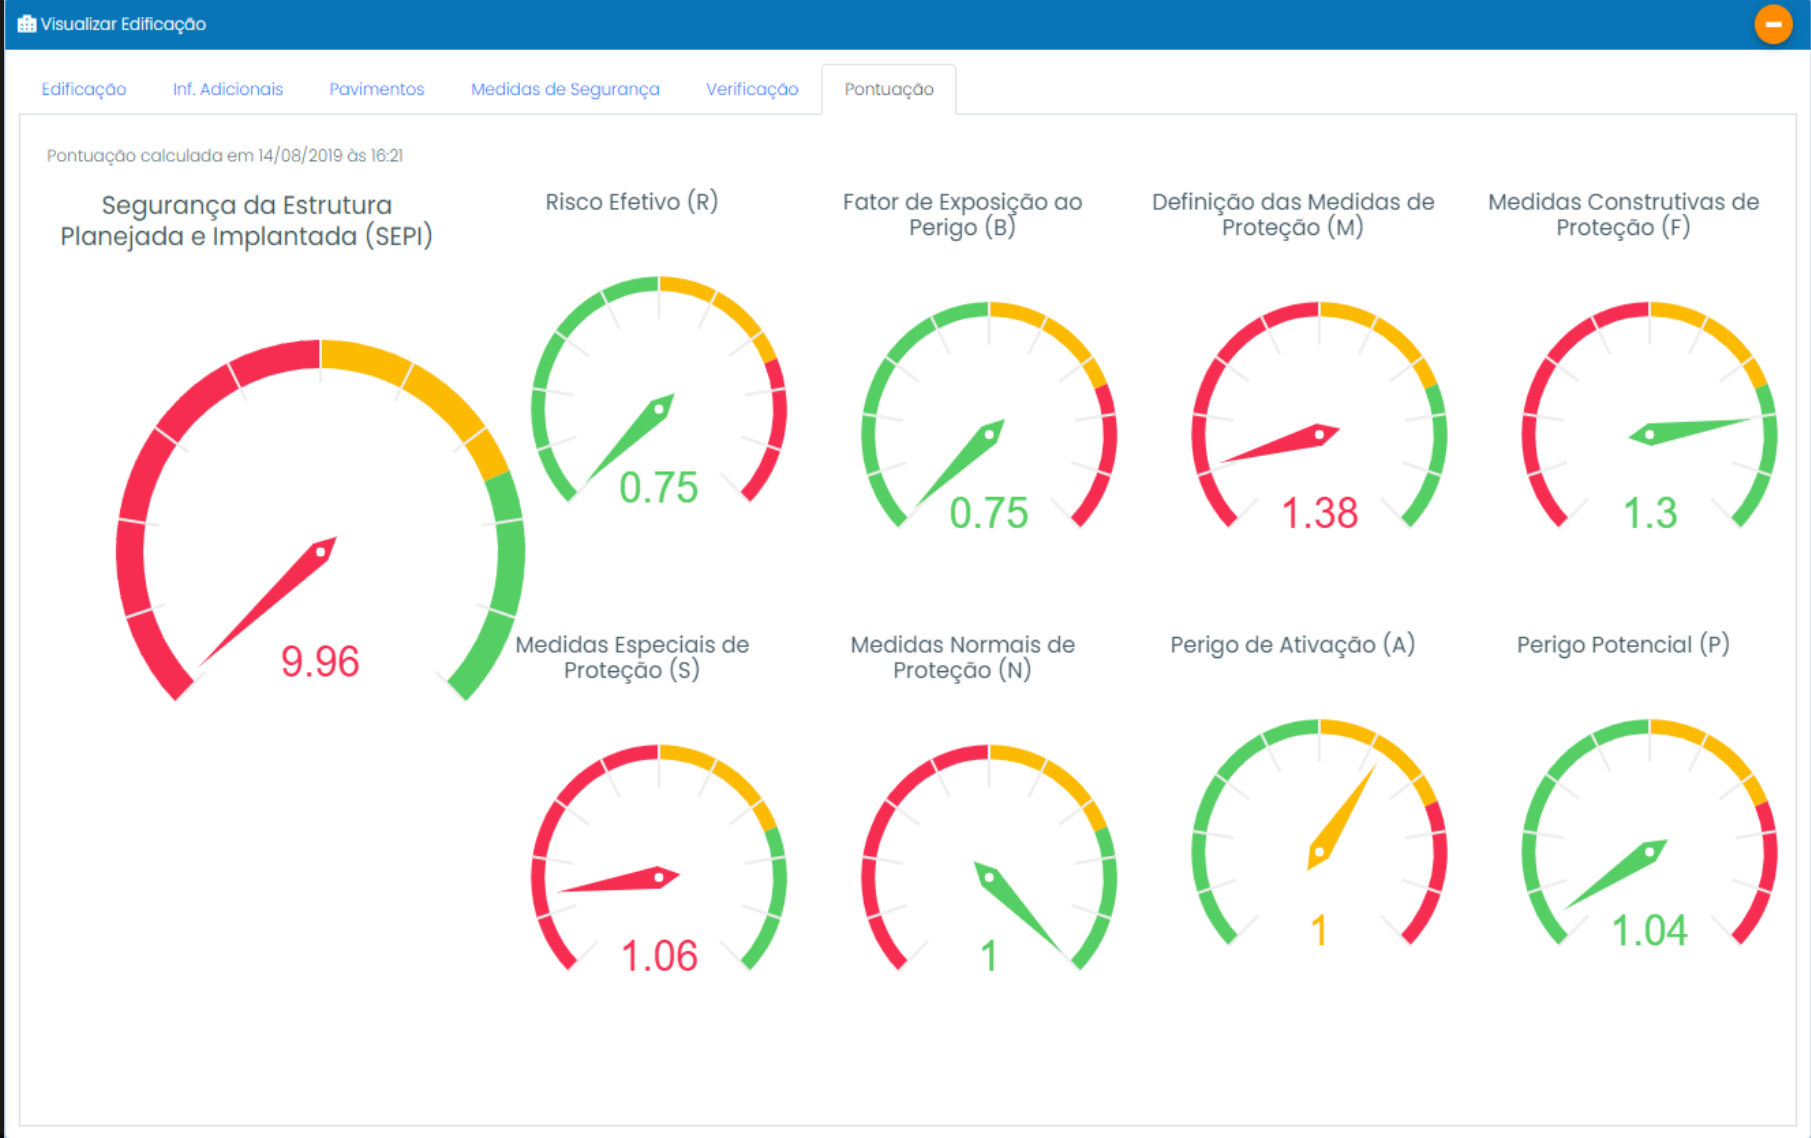 Visualizar Edificação
Edificação
Inf. Adicionais
Pavimentos
Medidas de Segurança
Verificação
Pontuação
Pontuação calculada em 14/08/2019 às 16:21
Segurança da Estrutura
Planejada e Implantada (SEPI)
9.96
Risco Efetivo (R)
0.75
Fator de Exposição ao
Perigo (B)
0.75
Definição das Medidas de
Proteção (M)
1.38
Medidas Construtivas de
Proteção (F)
1.3
Medidas Especiais de
Proteção (S)
1.06
Medidas Normais de
Proteção (N)
1
Perigo de Ativação (A)
1
Perigo Potencial (P)
1.04